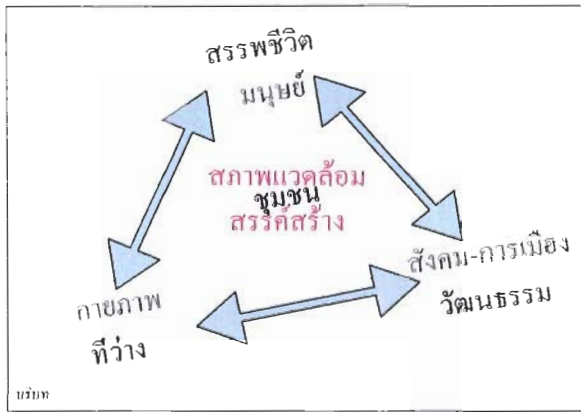 สรรพชีวิต
มนุษย์
สภาพแวดล้อม
ชุมชน
สรรค์สร้าง
สังคม-การเมือง
วัฒนธรรม
กายภาพ
ที่ว่าง
บริบท